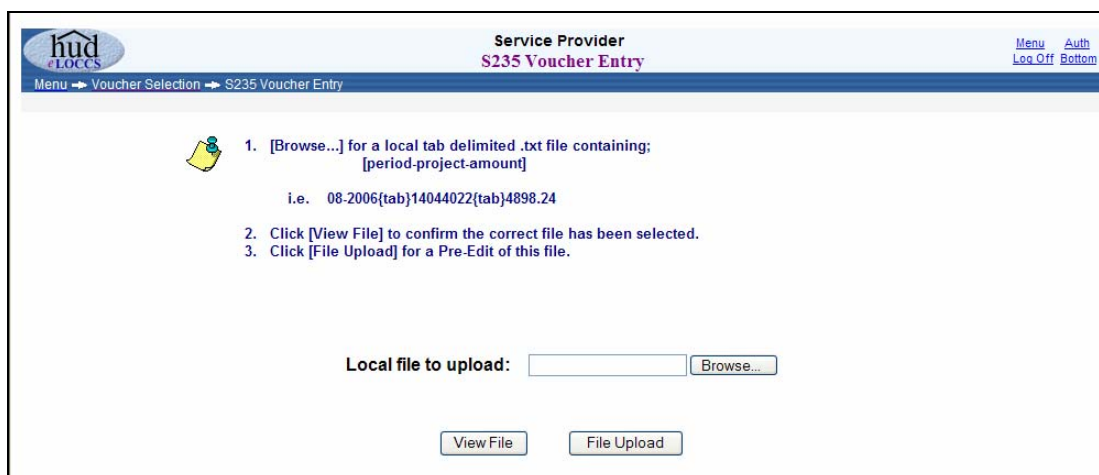 hud
eLOCCS
Service Provider
S235 Voucher Entry
Menu Auth
Log Off Bottom
Menu ➔ Voucher Selection ➔ S235 Voucher Entry
1. [Browse...] for a local tab delimited .txt file containing;
[period-project-amount]
i.e. 08-2006{tab}14044022{tab}4898.24
2. Click [View File] to confirm the correct file has been selected.
3. Click [File Upload] for a Pre-Edit of this file.
Local file to upload: Browse...
View File File Upload